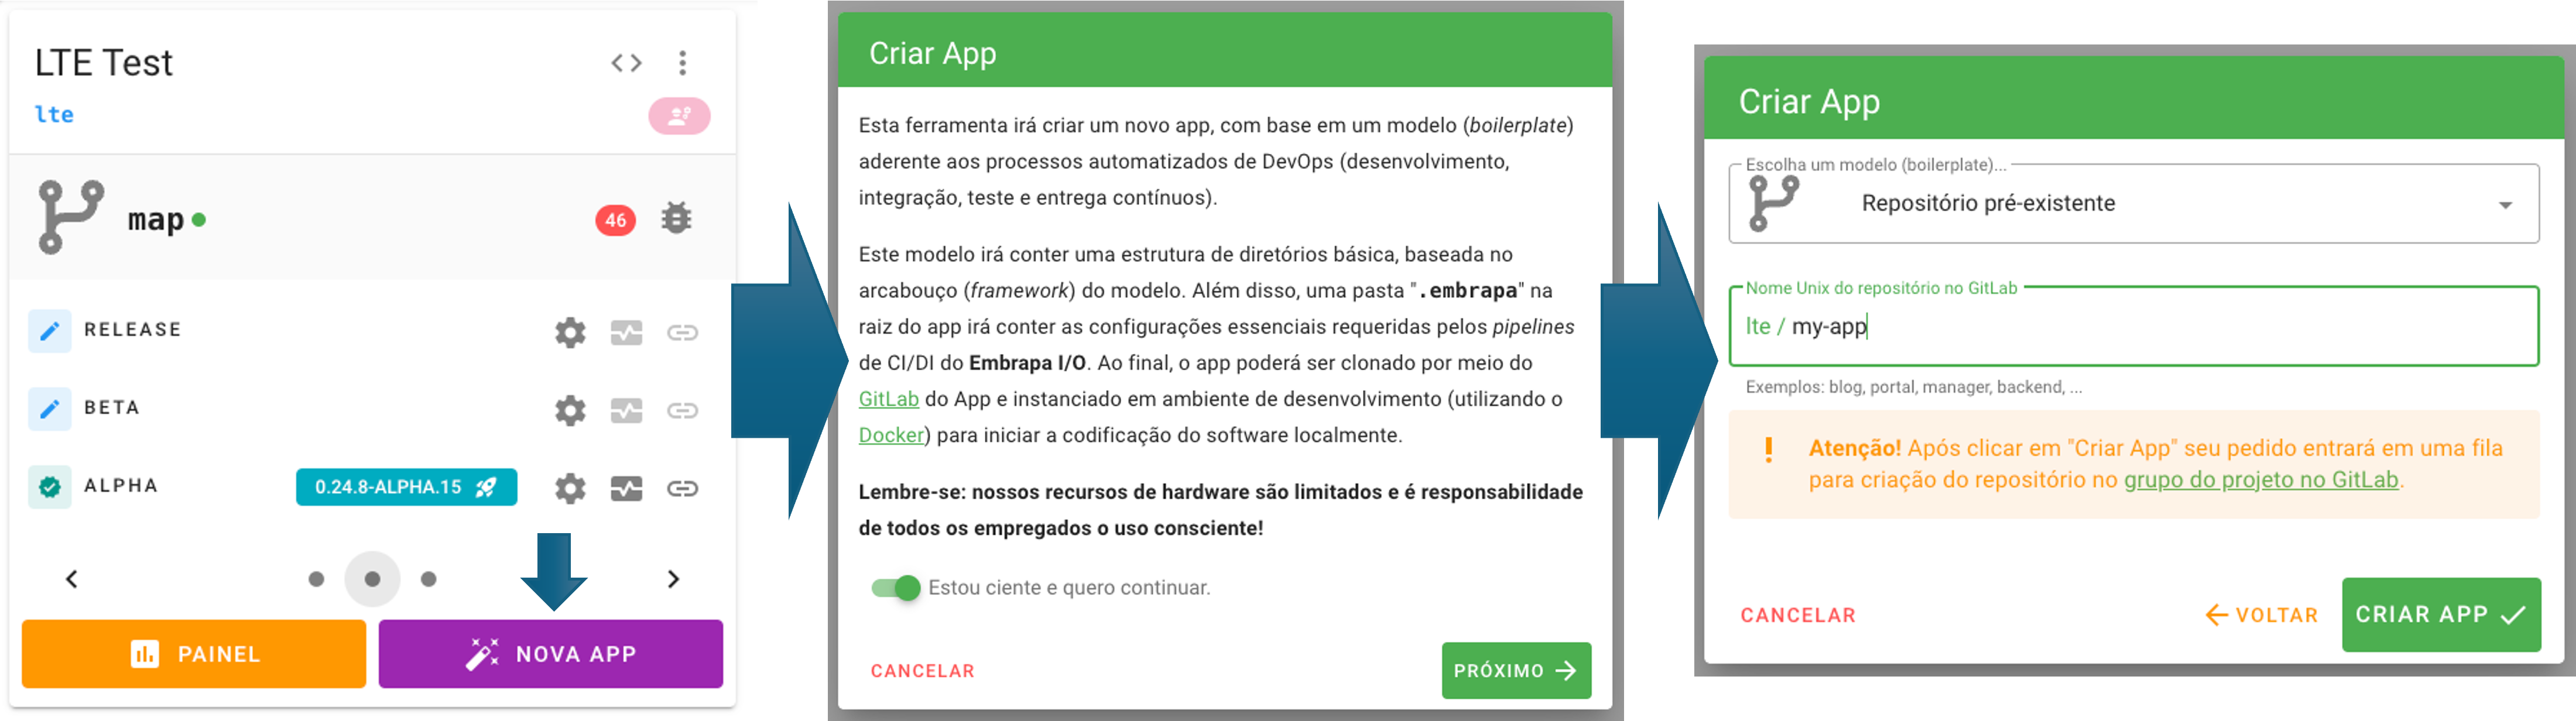 LTE Test
lte
map
46
RELEASE
BETA
ALPHA
0.24.8-ALPHA.15
PAINEL
NOVA APP
Criar App
Esta ferramenta irá criar um novo app, com base em um modelo (boilerplate)
aderente aos processos automatizados de DevOps (desenvolvimento,
integração, teste e entrega contínuos).
Este modelo irá conter uma estrutura de diretórios básica, baseada no
arcabouço (framework) do modelo. Além disso, uma pasta ".embrapa" na
raiz do app irá conter as configurações essenciais requeridas pelos pipelines
de CI/DI do Embrapa I/O. Ao final, o app poderá ser clonado por meio do
GitLab do App e instanciado em ambiente de desenvolvimento (utilizando o
Docker) para iniciar a codificação do software localmente.
Lembre-se: nossos recursos de hardware são limitados e é responsabilidade
de todos os empregados o uso consciente!
Estou ciente e quero continuar.
CANCELAR
PRÓXIMO
Criar App
Escolha um modelo (boilerplate)...
Repositório pré-existente
Nome Unix do repositório no GitLab
lte / my-app
Exemplos: blog, portal, manager, backend, ...
Atenção! Após clicar em "Criar App" seu pedido entrará em uma fila
para criação do repositório no grupo do projeto no GitLab.
CANCELAR
VOLTAR
CRIAR APP